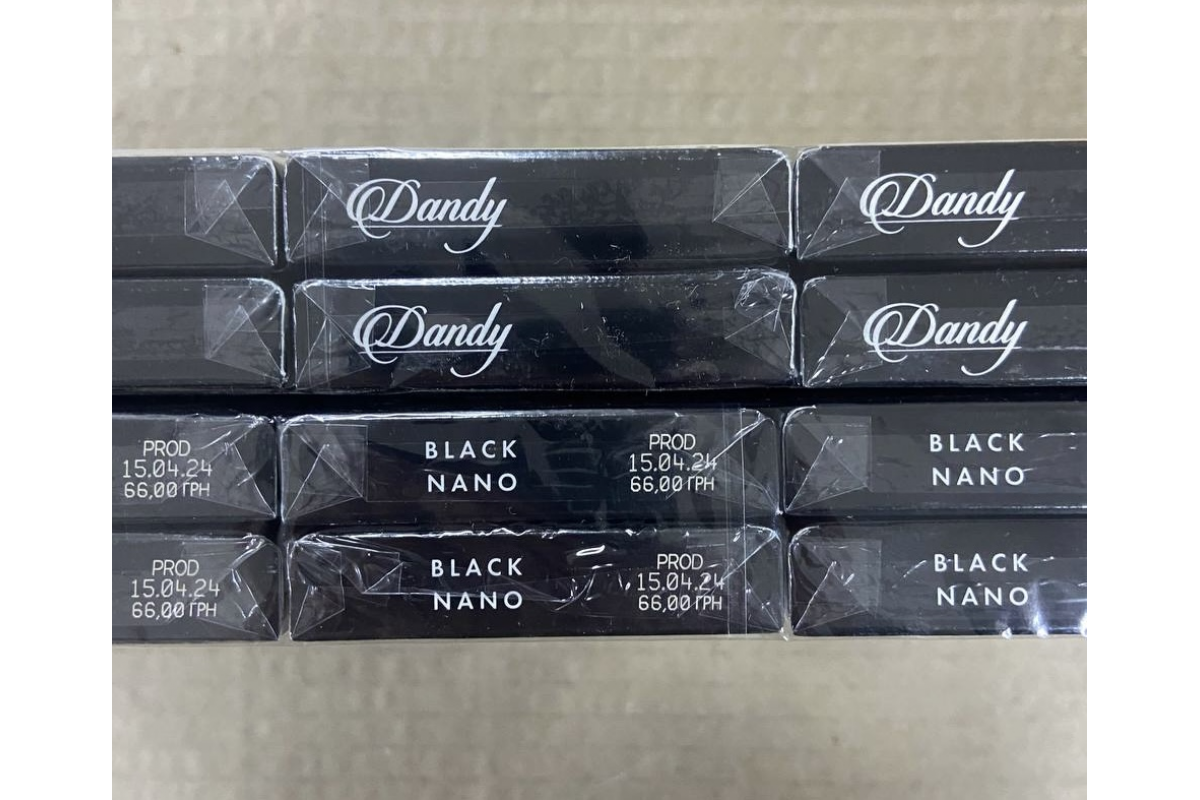 Dandy
Dandy
Dandy
Dandy
PROD
15.04.24
66,00 ГРН
BLACK
NANO
PROD
15.04.24
66,00 ГРН
BLACK
NANO
PROD
15.04.24
66,00 ГРН
BLACK
NANO
PROD
15.04.24
66,00 ГРН
BLACK
NANO